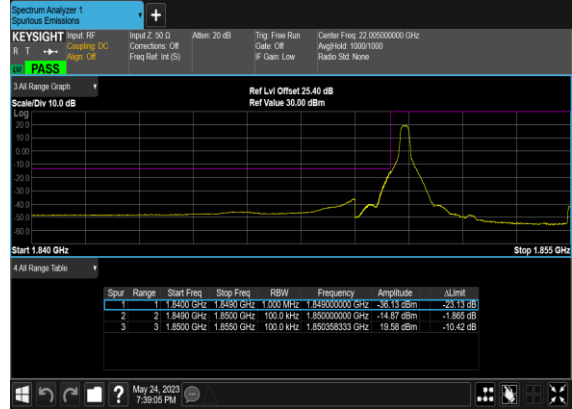 Spectrum Analyzer 1
Spurious Emissions
+
KEYSIGHT Input: RF Input Z: 50 Ω Atten: 20 dB Trig: Free Run Center Freq: 22.005000000 GHz
R T Coupling: DC Corrections: Off Gate: Off Avg|Hold: 1000/1000
Align: Off Freq Ref: Int (S) IF Gain: Low Radio Std: None
PASS
3 All Range Graph
Ref Lvl Offset 25.40 dB
Scale/Div 10.0 dB Ref Value 30.00 dBm
Log
20.0
10.0
0.00
-10.0
-20.0
-30.0
-40.0
-50.0
-60.0
Start 1.840 GHz Stop 1.855 GHz
4 All Range Table
Spur Range Start Freq Stop Freq RBW Frequency Amplitude ΔLimit
1 1 1.8400 GHz 1.8490 GHz 1.000 MHz 1.849000000 GHz -36.13 dBm -23.13 dB
2 2 1.8490 GHz 1.8500 GHz 100.0 kHz 1.850000000 GHz -14.87 dBm -1.865 dB
3 3 1.8500 GHz 1.8550 GHz 100.0 kHz 1.850358333 GHz 19.58 dBm -10.42 dB
? May 24, 2023
7:39:05 PM